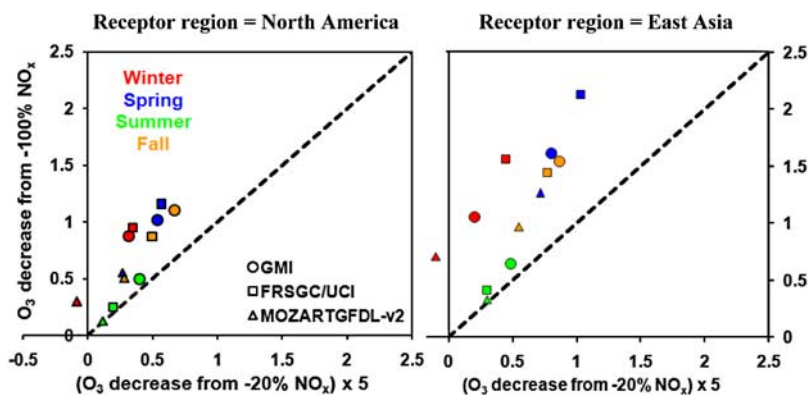 Receptor region = North America
Receptor region = East Asia
O₃ decrease from -100% NOₓ
2.5
2
1.5
1
0.5
0
Winter
Spring
Summer
Fall
GMI
FRSGC/UCI
MOZARTGFDL-v2
-0.5
0
0.5
1
1.5
2
2.5
(O₃ decrease from -20% NOₓ) x 5
2.5
2
1.5
1
0.5
0
0
0.5
1
1.5
2
2.5
(O₃ decrease from -20% NOₓ) x 5